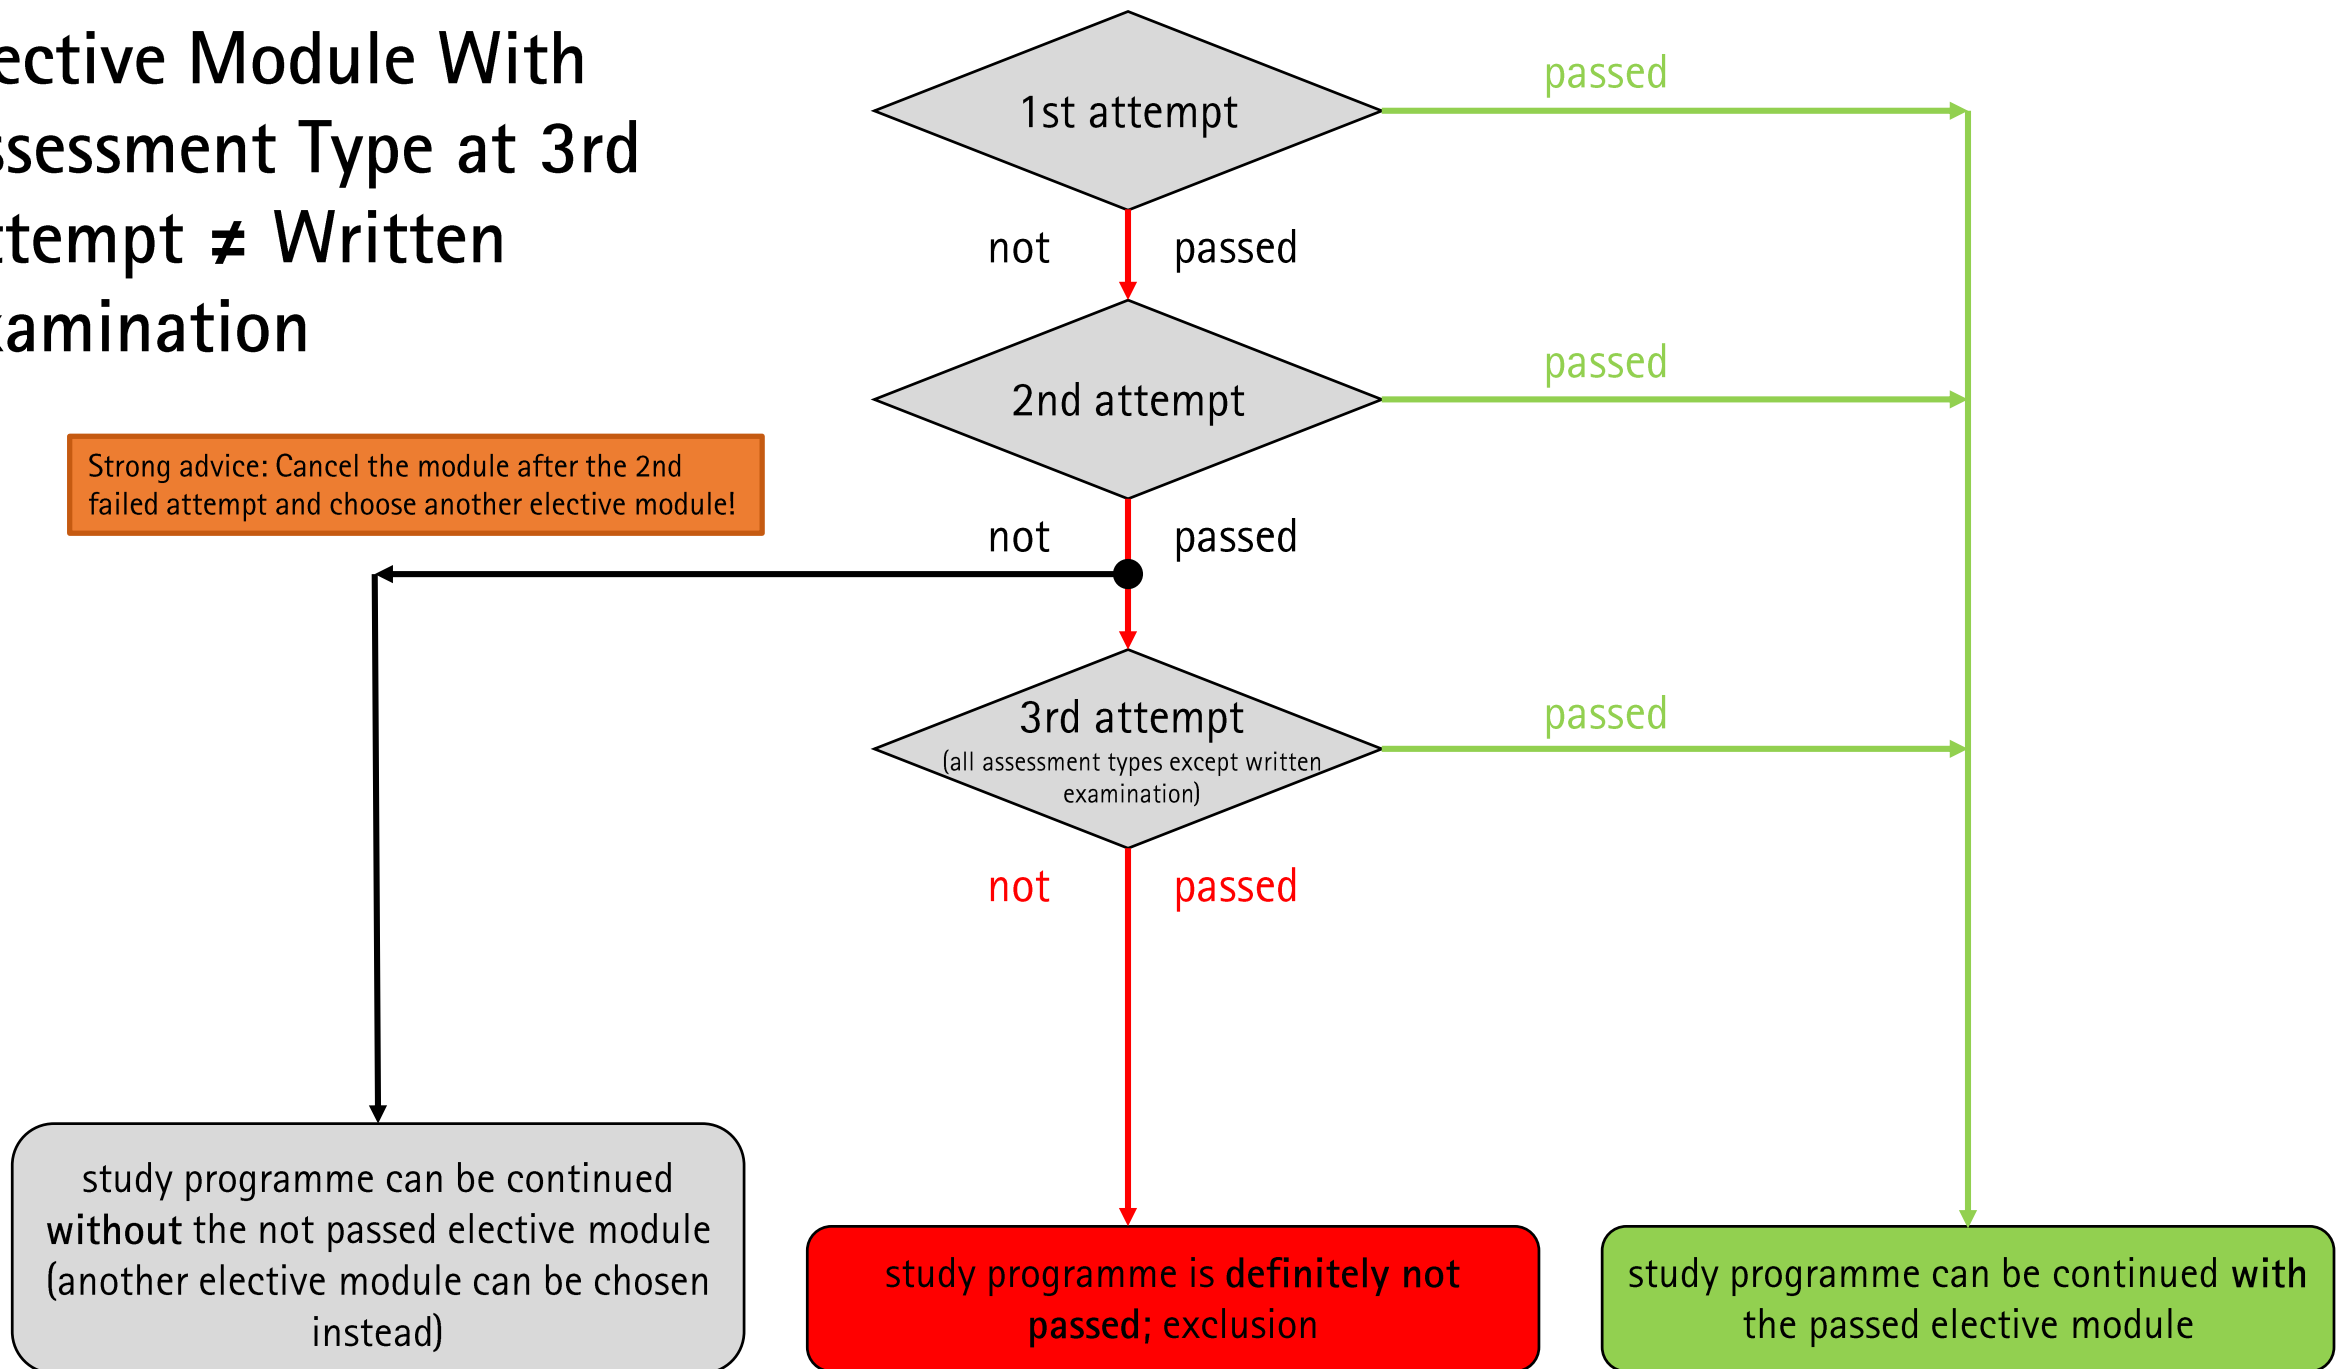 ective Module With
ssessment Type at 3rd
ttempt ≠ Written
xamination
1st attempt
passed
not passed
2nd attempt
passed
Strong advice: Cancel the module after the 2nd
failed attempt and choose another elective module!
not passed
3rd attempt
(all assessment types except written
examination)
passed
not passed
study programme can be continued
without the not passed elective module
(another elective module can be chosen
instead)
study programme is definitely not
passed; exclusion
study programme can be continued with
the passed elective module